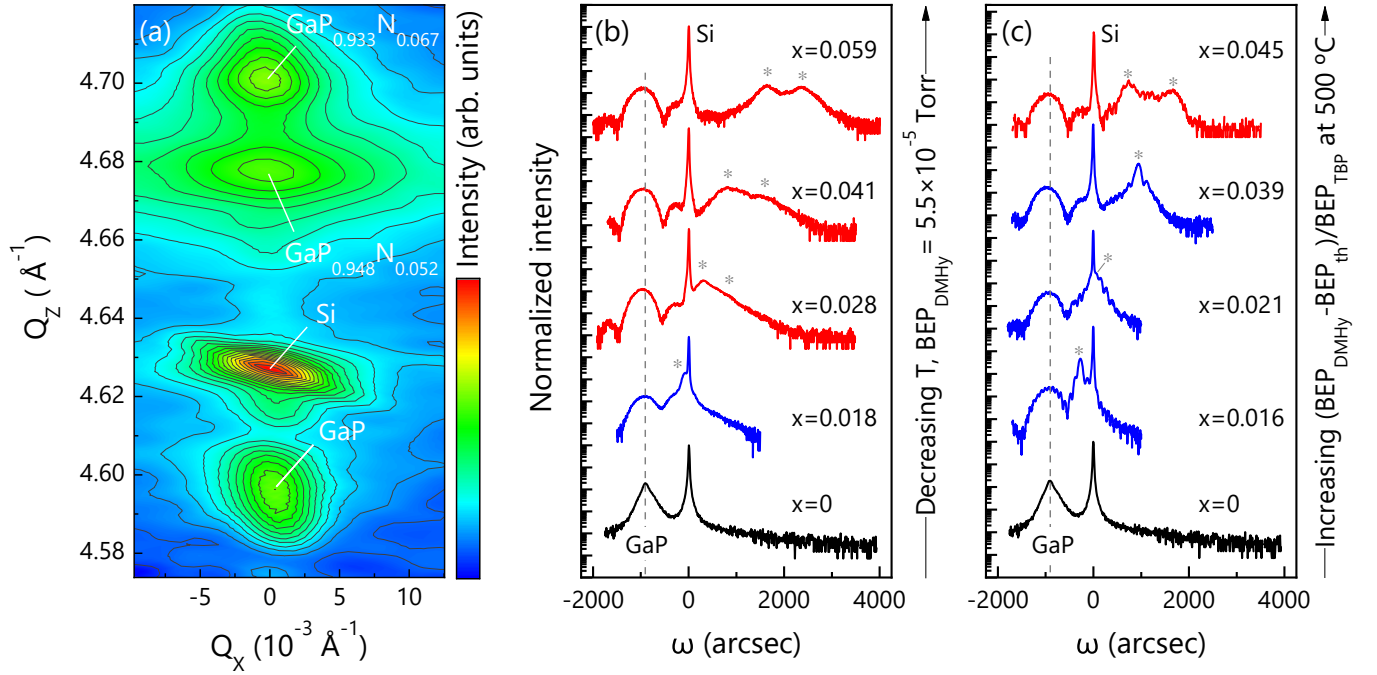 (a)
GaP0.933N0.067
GaP0.948N0.052
Si
GaP
4.70
4.68
4.66
4.64
4.62
4.60
4.58
QZ ( Å-1)
-5
0
5
10
QX (10-3 Å-1)
Intensity (arb. units)
(b)
Si
x=0.059
* *
x=0.041
* *
x=0.028
* *
x=0.018
*
x=0
GaP
Normalized intensity
-2000
0
2000
4000
ω (arcsec)
Decreasing T, BEPDMHy = 5.5×10-5 Torr
(c)
Si
x=0.045
* *
x=0.039
*
x=0.021
*
x=0.016
*
x=0
GaP
-2000
0
2000
4000
ω (arcsec)
Increasing (BEPDMHy-BEPth)/BEPTBP at 500 ºC